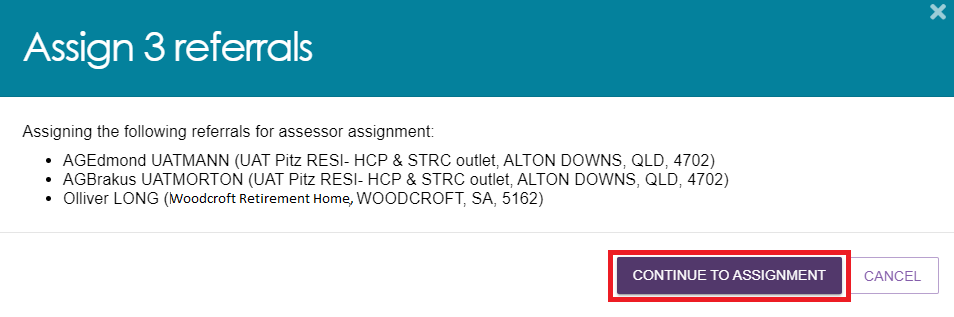 Assign 3 referrals
Assigning the following referrals for assessor assignment:
• AGEdmond UATMANN (UAT Pitz RESI- HCP & STRC outlet, ALTON DOWNS, QLD, 4702)
• AGBrakus UATMORTON (UAT Pitz RESI- HCP & STRC outlet, ALTON DOWNS, QLD, 4702)
• Olliver LONG (Woodcroft Retirement Home, WOODCROFT, SA, 5162)
CONTINUE TO ASSIGNMENT CANCEL